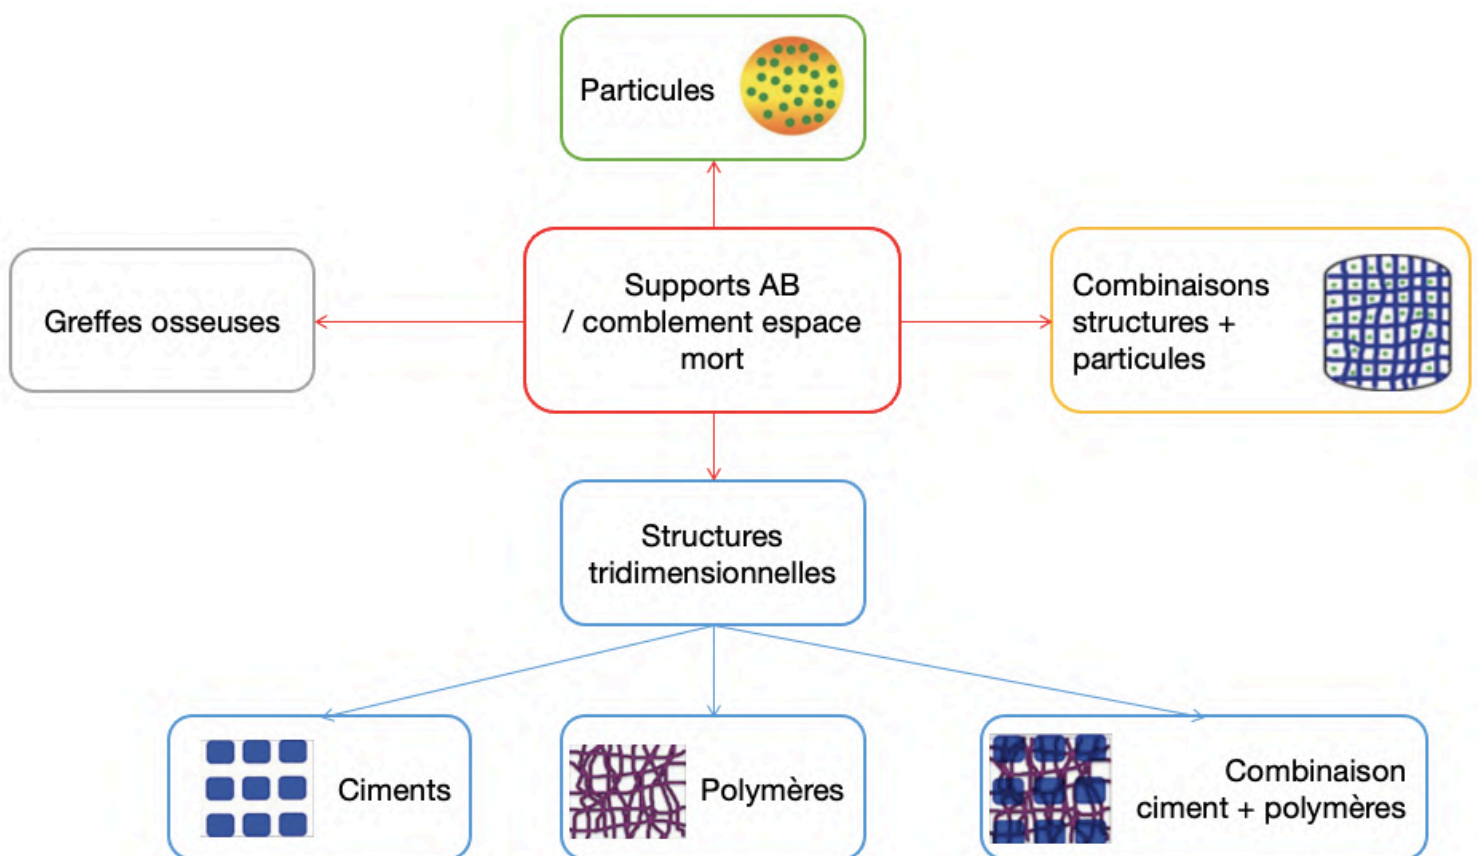 Particules
Greffes osseuses
Supports AB
/ comblement espace
mort
Combinaisons
structures +
particules
Structures
tridimensionnelles
Ciments
Polymères
Combinaison
ciment + polymères